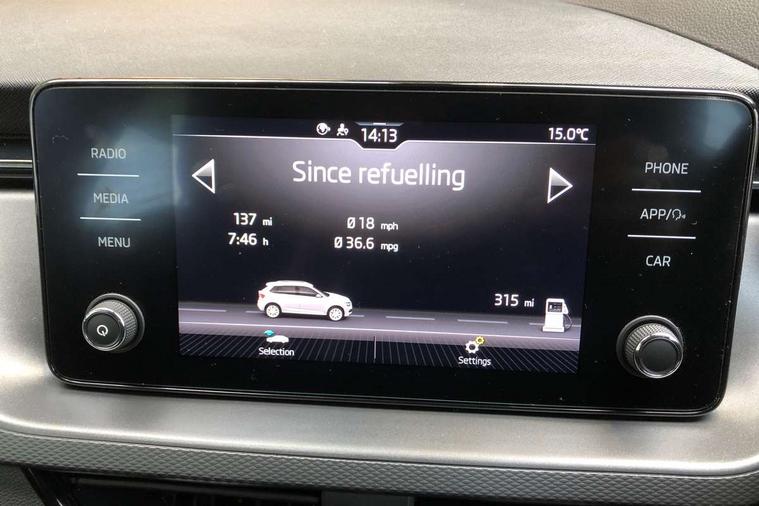 14:13
15.0°C
Since refuelling
137 mi
7:46 h
Ø 18 mph
Ø 36.6 mpg
315 mi
Selection
Settings
RADIO
MEDIA
MENU
PHONE
APP/
CAR